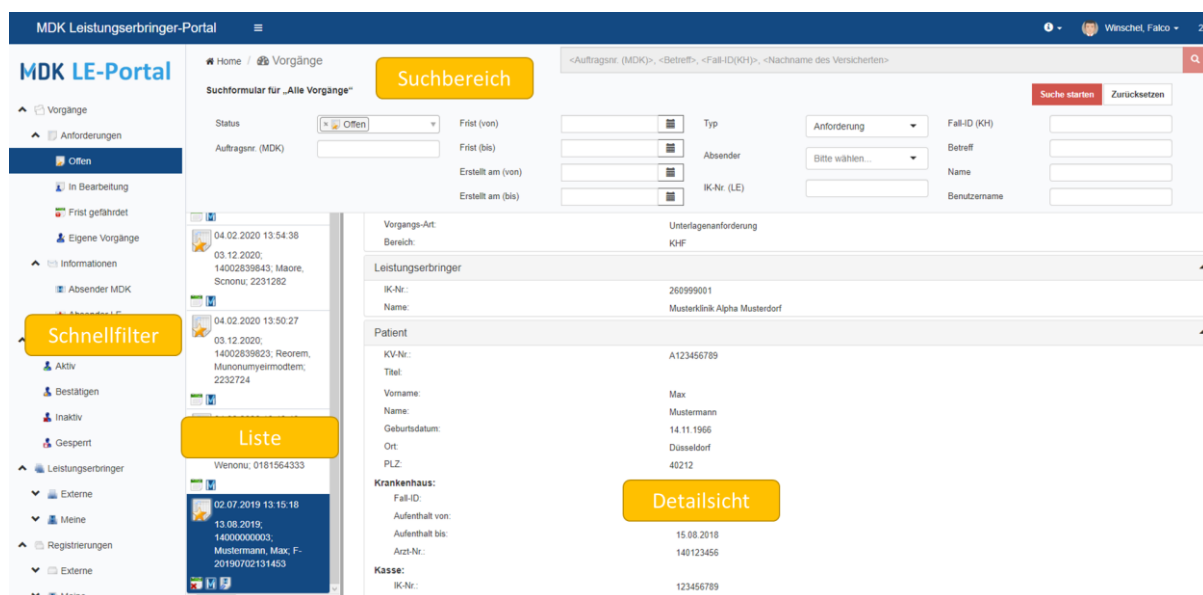 MDK Leistungserbringer-Portal
Winschel, Falco
MDK LE-Portal
Home / Vorgänge
Suchbereich
<Auftragsnr. (MDK)>, <Betreff>, <Fall-ID(KH)>, <Nachname des Versicherten>
Suchformular für „Alle Vorgänge“
Suche starten
Zurücksetzen
Status
× Offen
Frist (von)
Typ
Anforderung
Fall-ID (KH)
Auftragsnr. (MDK)
Frist (bis)
Absender
Bitte wählen...
Betreff
Erstellt am (von)
IK-Nr. (LE)
Name
Erstellt am (bis)
Benutzername
Vorgänge
Anforderungen
Offen
In Bearbeitung
Frist gefährdet
Eigene Vorgänge
Informationen
Absender MDK
Schnellfilter
Aktiv
Bestätigen
Inaktiv
Gesperrt
Leistungserbringer
Externe
Meine
Registrierungen
Externe
04.02.2020 13:54:38
03.12.2020;
14002839843; Maore,
Scnonu; 2231282
04.02.2020 13:50:27
03.12.2020;
14002839823; Reorem,
Munonumyeirmodtem;
2232724
Liste
Wenonu; 0181564333
02.07.2019 13:15:18
13.08.2019;
14000000003;
Mustermann, Max; F-
20190702131453
Vorgangs-Art: Unterlagenanforderung
Bereich: KHF
Leistungserbringer
IK-Nr.: 260999001
Name: Musterklinik Alpha Musterdorf
Patient
KV-Nr.: A123456789
Titel:
Vorname: Max
Name: Mustermann
Geburtsdatum: 14.11.1966
Ort: Düsseldorf
PLZ: 40212
Krankenhaus:
Fall-ID:
Detailsicht
Aufenthalt von:
Aufenthalt bis: 15.08.2018
Arzt-Nr.: 140123456
Kasse:
IK-Nr.: 123456789